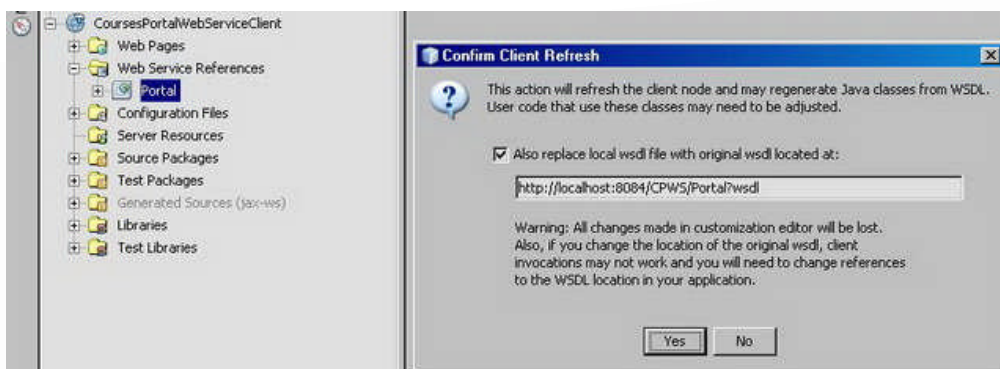 CoursesPortalWebServiceClient
Web Pages
Web Service References
Portal
Configuration Files
Server Resources
Source Packages
Test Packages
Generated Sources (jax-ws)
Libraries
Test Libraries
Confirm Client Refresh
?
This action will refresh the client node and may regenerate Java classes from WSDL.
User code that use these classes may need to be adjusted.
Also replace local wsdl file with original wsdl located at:
http://localhost:8084/CPWS/Portal?wsdl
Warning: All changes made in customization editor will be lost.
Also, if you change the location of the original wsdl, client
invocations may not work and you will need to change references
to the WSDL location in your application.
Yes
No